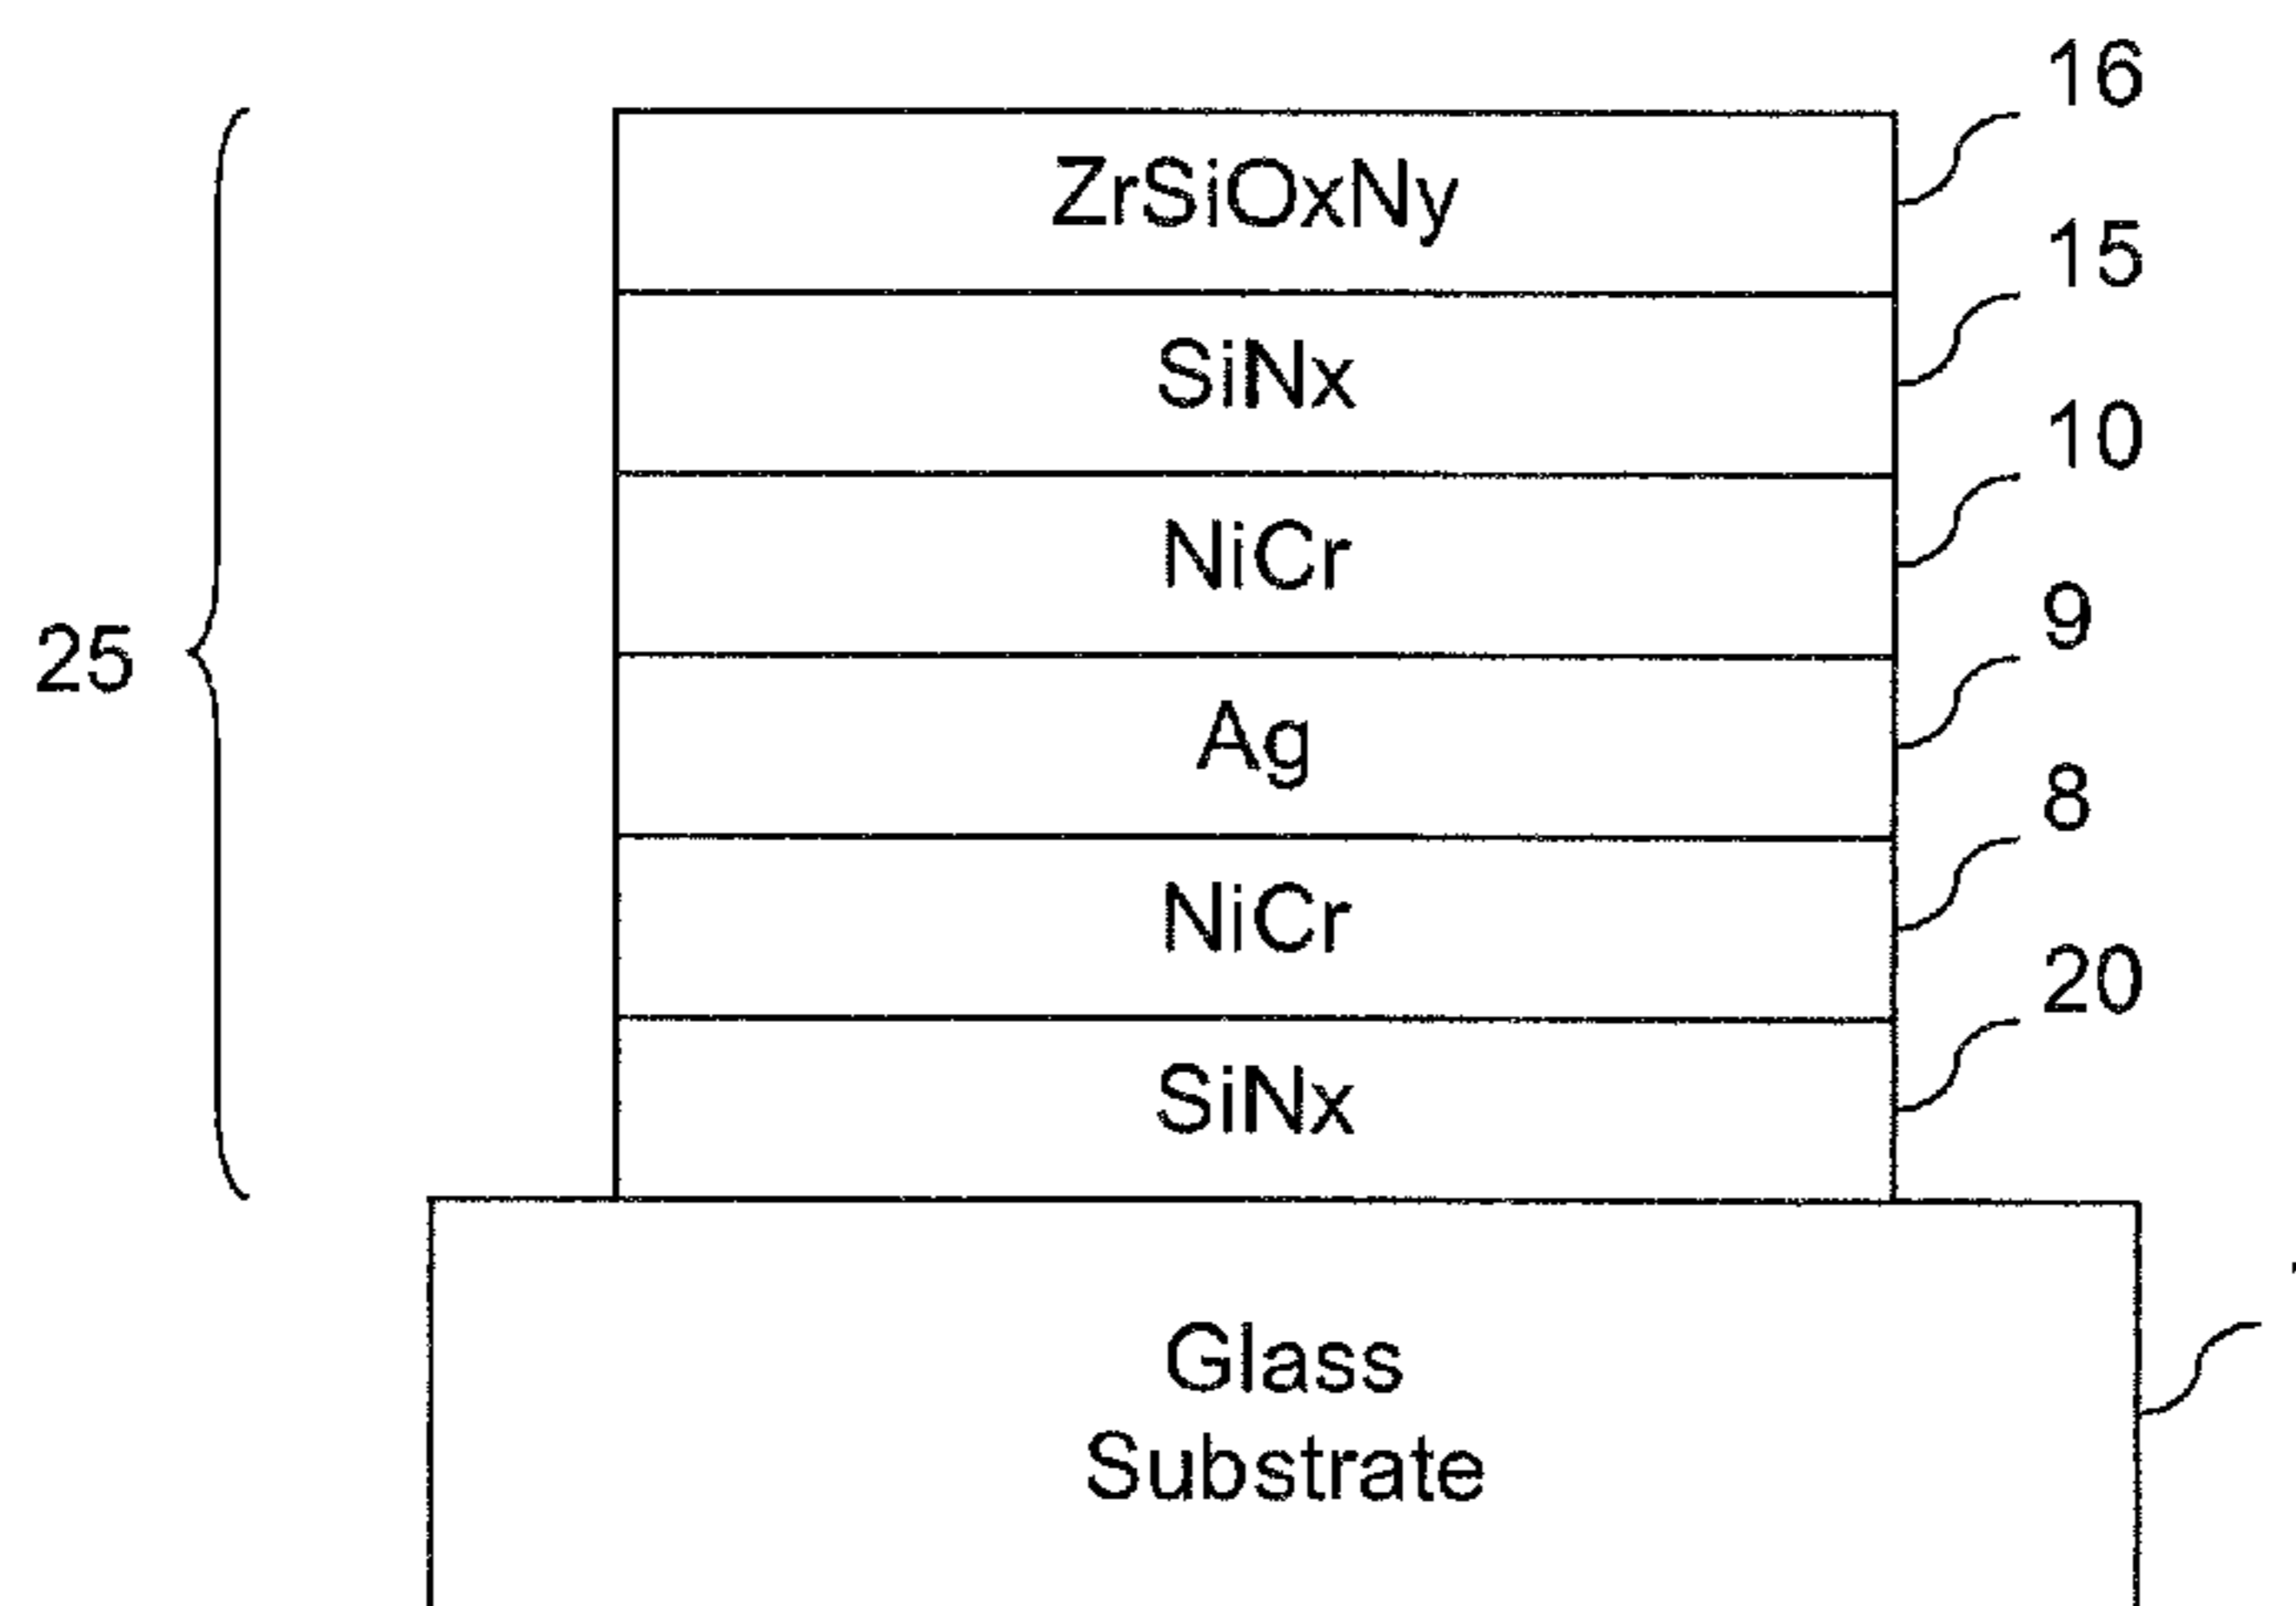 16
ZrSiOxNy
15
SiNx
10
NiCr
9
25
Ag
8
NiCr
20
SiNx
Glass
Substrate